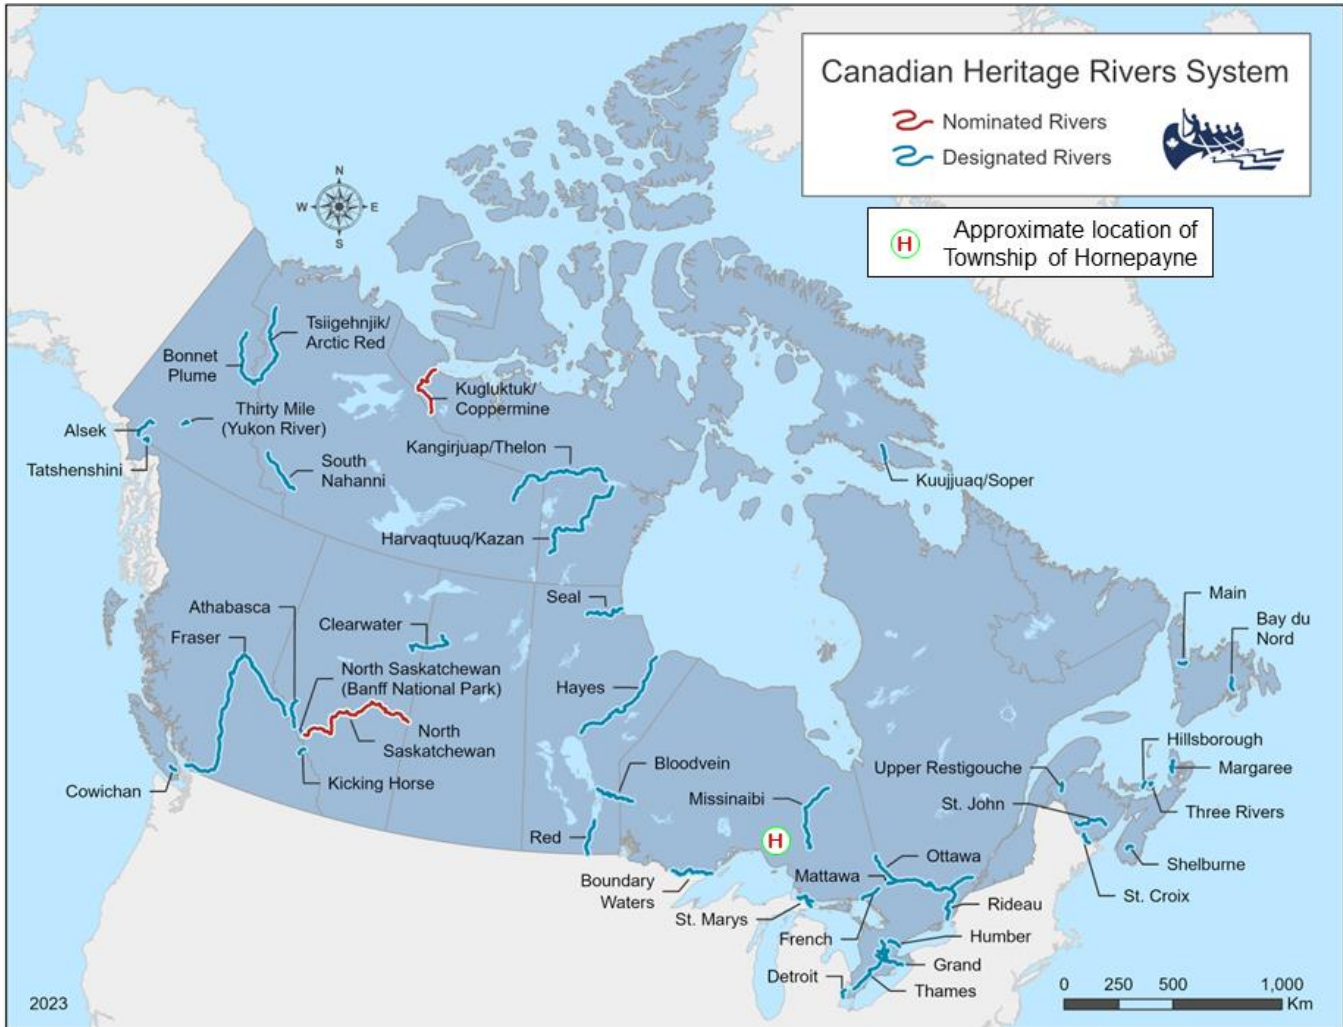 Canadian Heritage Rivers System
Nominated Rivers
Designated Rivers
H
Approximate location of
Township of Hornepayne
N
W
E
S
Tsiigehnjik/
Arctic Red
Bonnet
Plume
Kugluktuk/
Coppermine
Thirty Mile
(Yukon River)
Alsek
Tatshenshini
South
Nahanni
Kangirjuap/Thelon
Kuujjuaq/Soper
Harvaqtuuq/Kazan
Seal
Main
Bay du
Nord
Athabasca
Clearwater
Fraser
North Saskatchewan
(Banff National Park)
Hayes
North
Saskatchewan
Kicking Horse
Cowichan
Bloodvein
Missinaibi
Upper Restigouche
Hillsborough
Margaree
St. John
Three Rivers
Red
H
Ottawa
Mattawa
Shelburne
St. Croix
Boundary
Waters
St. Marys
Rideau
French
Humber
Grand
Detroit
Thames
2023
0 250 500 1,000
Km